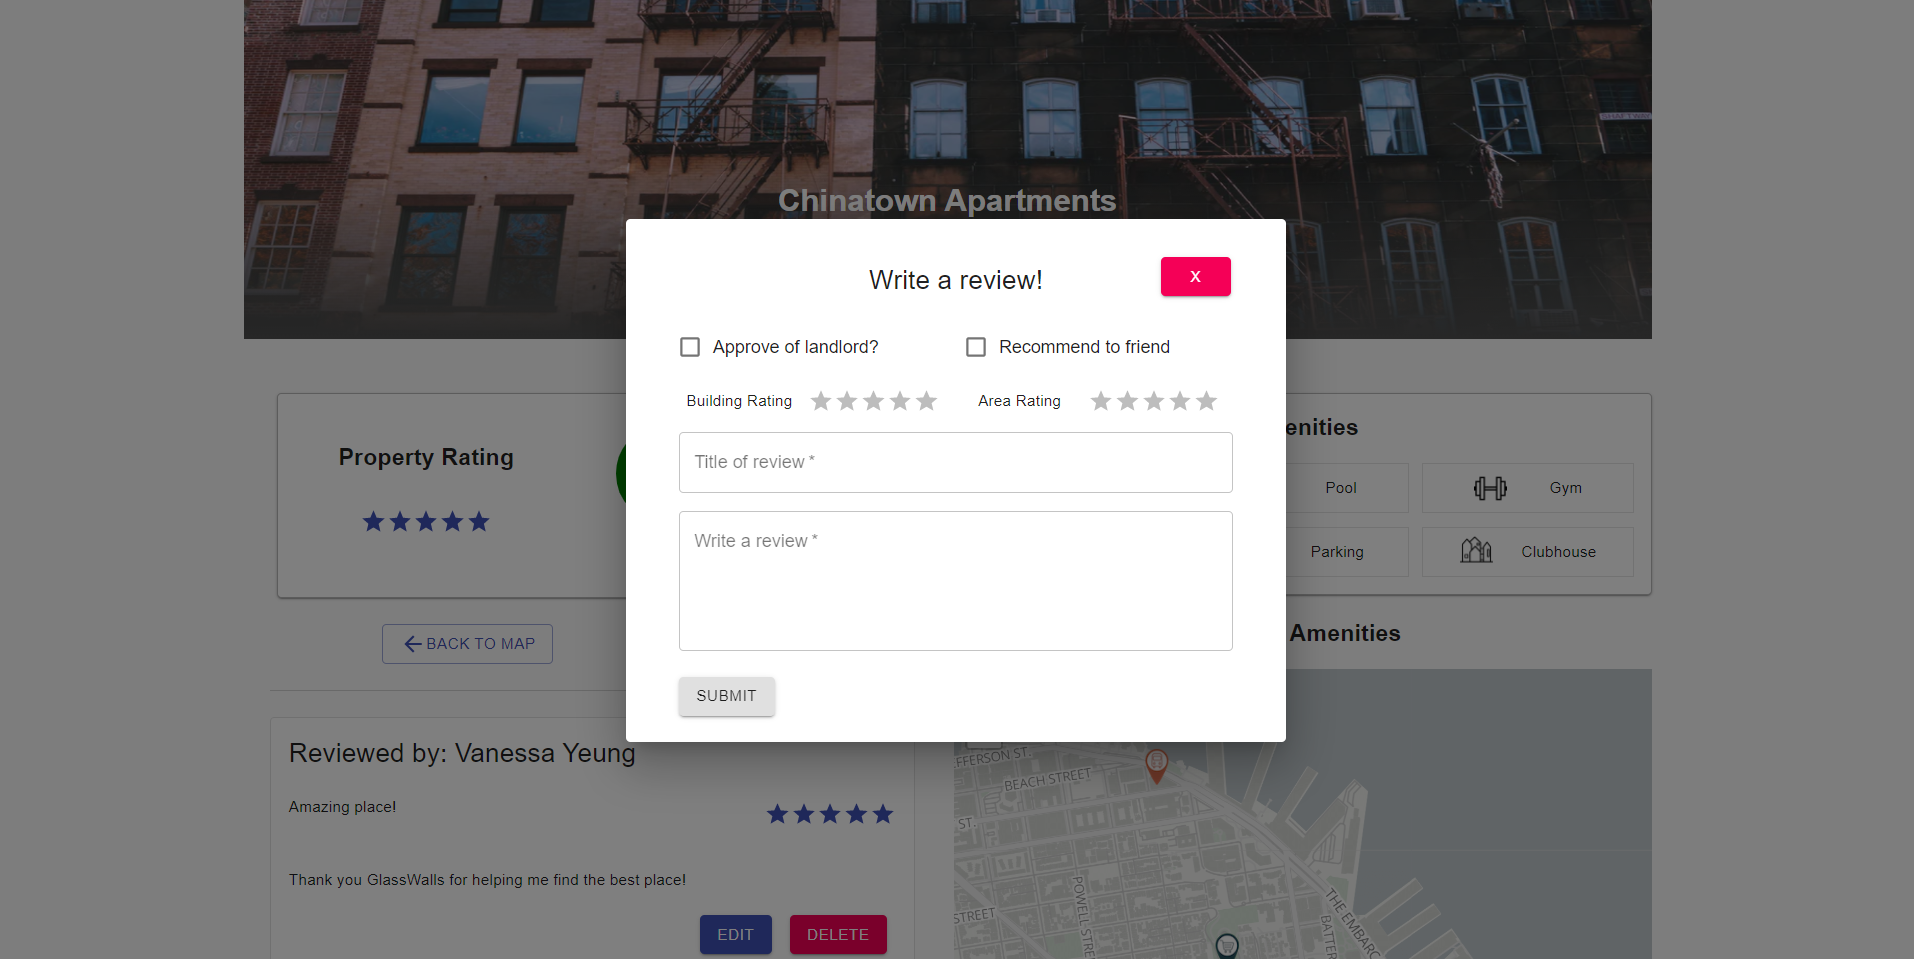 Chinatown Apartments
Write a review!
X
Approve of landlord?
Recommend to friend
Building Rating
Area Rating
Title of review *
Write a review *
SUBMIT
Property Rating
enities
Pool
Gym
Parking
Clubhouse
BACK TO MAP
Amenities
Reviewed by: Vanessa Yeung
Amazing place!
Thank you GlassWalls for helping me find the best place!
EDIT
DELETE
EFFERSON ST.
BEACH STREET
ST.
POWELL STRE
STREET
THE EMBARC
BATTER